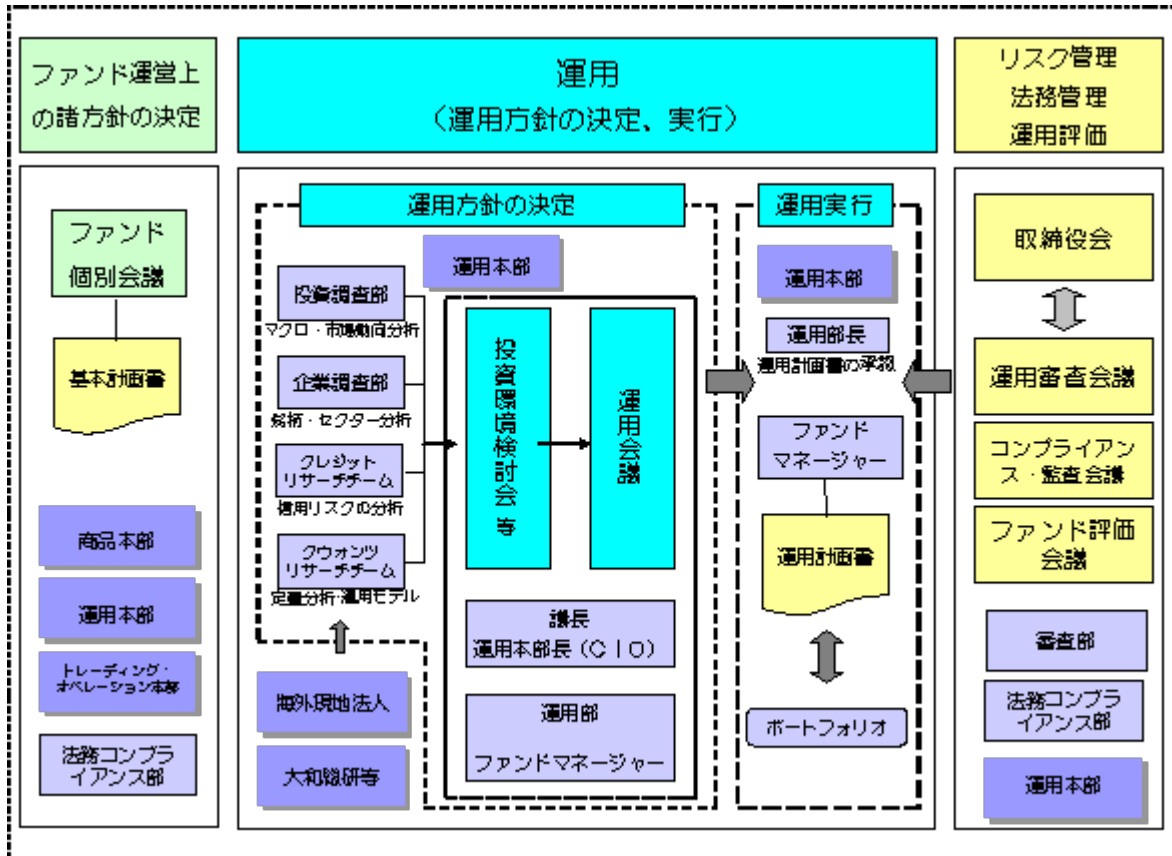 ファンド運営上
の諸方針の決定
運用
（運用方針の決定、実行）
リスク管理
法務管理
運用評価
ファンド
個別会議
基本計画書
商品本部
運用本部
トレーディング・
オペレーション本部
法務コンプラ
イアンス部
運用方針の決定
運用本部
投資調査部
マクロ・市場動向分析
企業調査部
銘柄・セクター分析
クレジット
リサーチチーム
信用リスクの分析
クウォンツ
リサーチチーム
定量分析・運用モデル
海外現地法人
大和総研等
投資環境検討会 等
運用会議
議長
運用本部長（ＣＩＯ）
運用部
ファンドマネージャー
運用実行
運用本部
運用部長
運用計画書の承認
ファンド
マネージャー
運用計画書
ポートフォリオ
取締役会
運用審査会議
コンプライアン
ス・監査会議
ファンド評価
会議
審査部
法務コンプラ
イアンス部
運用本部